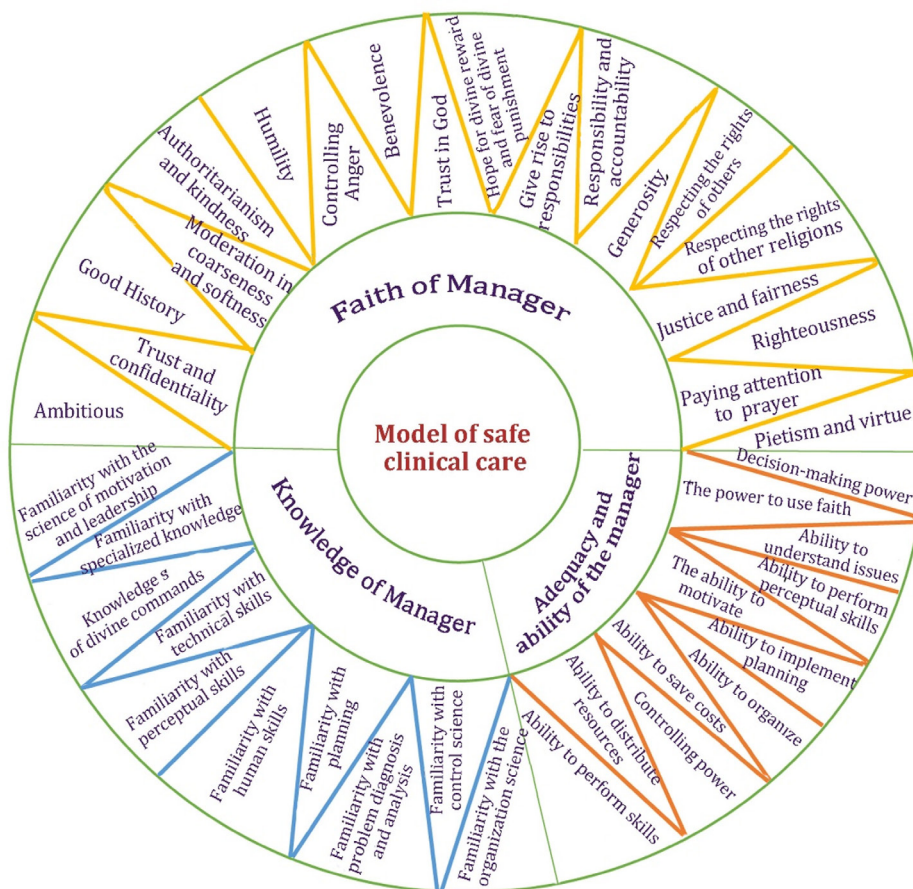 Model of safe
clinical care
Faith of Manager
Ambitious
Trust and
confidentiality
Good History
Moderation in
coarseness
and softness
Authoritarianism
and kindness
Humility
Controlling
Anger
Benevolence
Trust in God
Hope for divine reward
and fear of divine
punishment
Give rise to
responsibilities
Responsibility and
accountability
Generosity
Respecting the rights
of others
Respecting the rights
of other religions
Justice and fairness
Righteousness
Paying attention
to prayer
Pietism and virtue
Adequacy and
ability of the manager
Decision-making power
The power to use faith
Ability to
understand issues
Ability to perform
perceptual skills
The ability to
motivate
Ability to implement
planning
Ability to organize
Ability to save costs
Controlling power
Ability to distribute
resources
Ability to perform skills
Knowledge of Manager
Familiarity with the
organization science
Familiarity with
control science
Familiarity with
problem diagnosis
and analysis
Familiarity with
planning
Familiarity with
human skills
Familiarity with
perceptual skills
Familiarity with
technical skills
Knowledge s
of divine commands
Familiarity with
specialized knowledge
Familiarity with the
science of motivation
and leadership